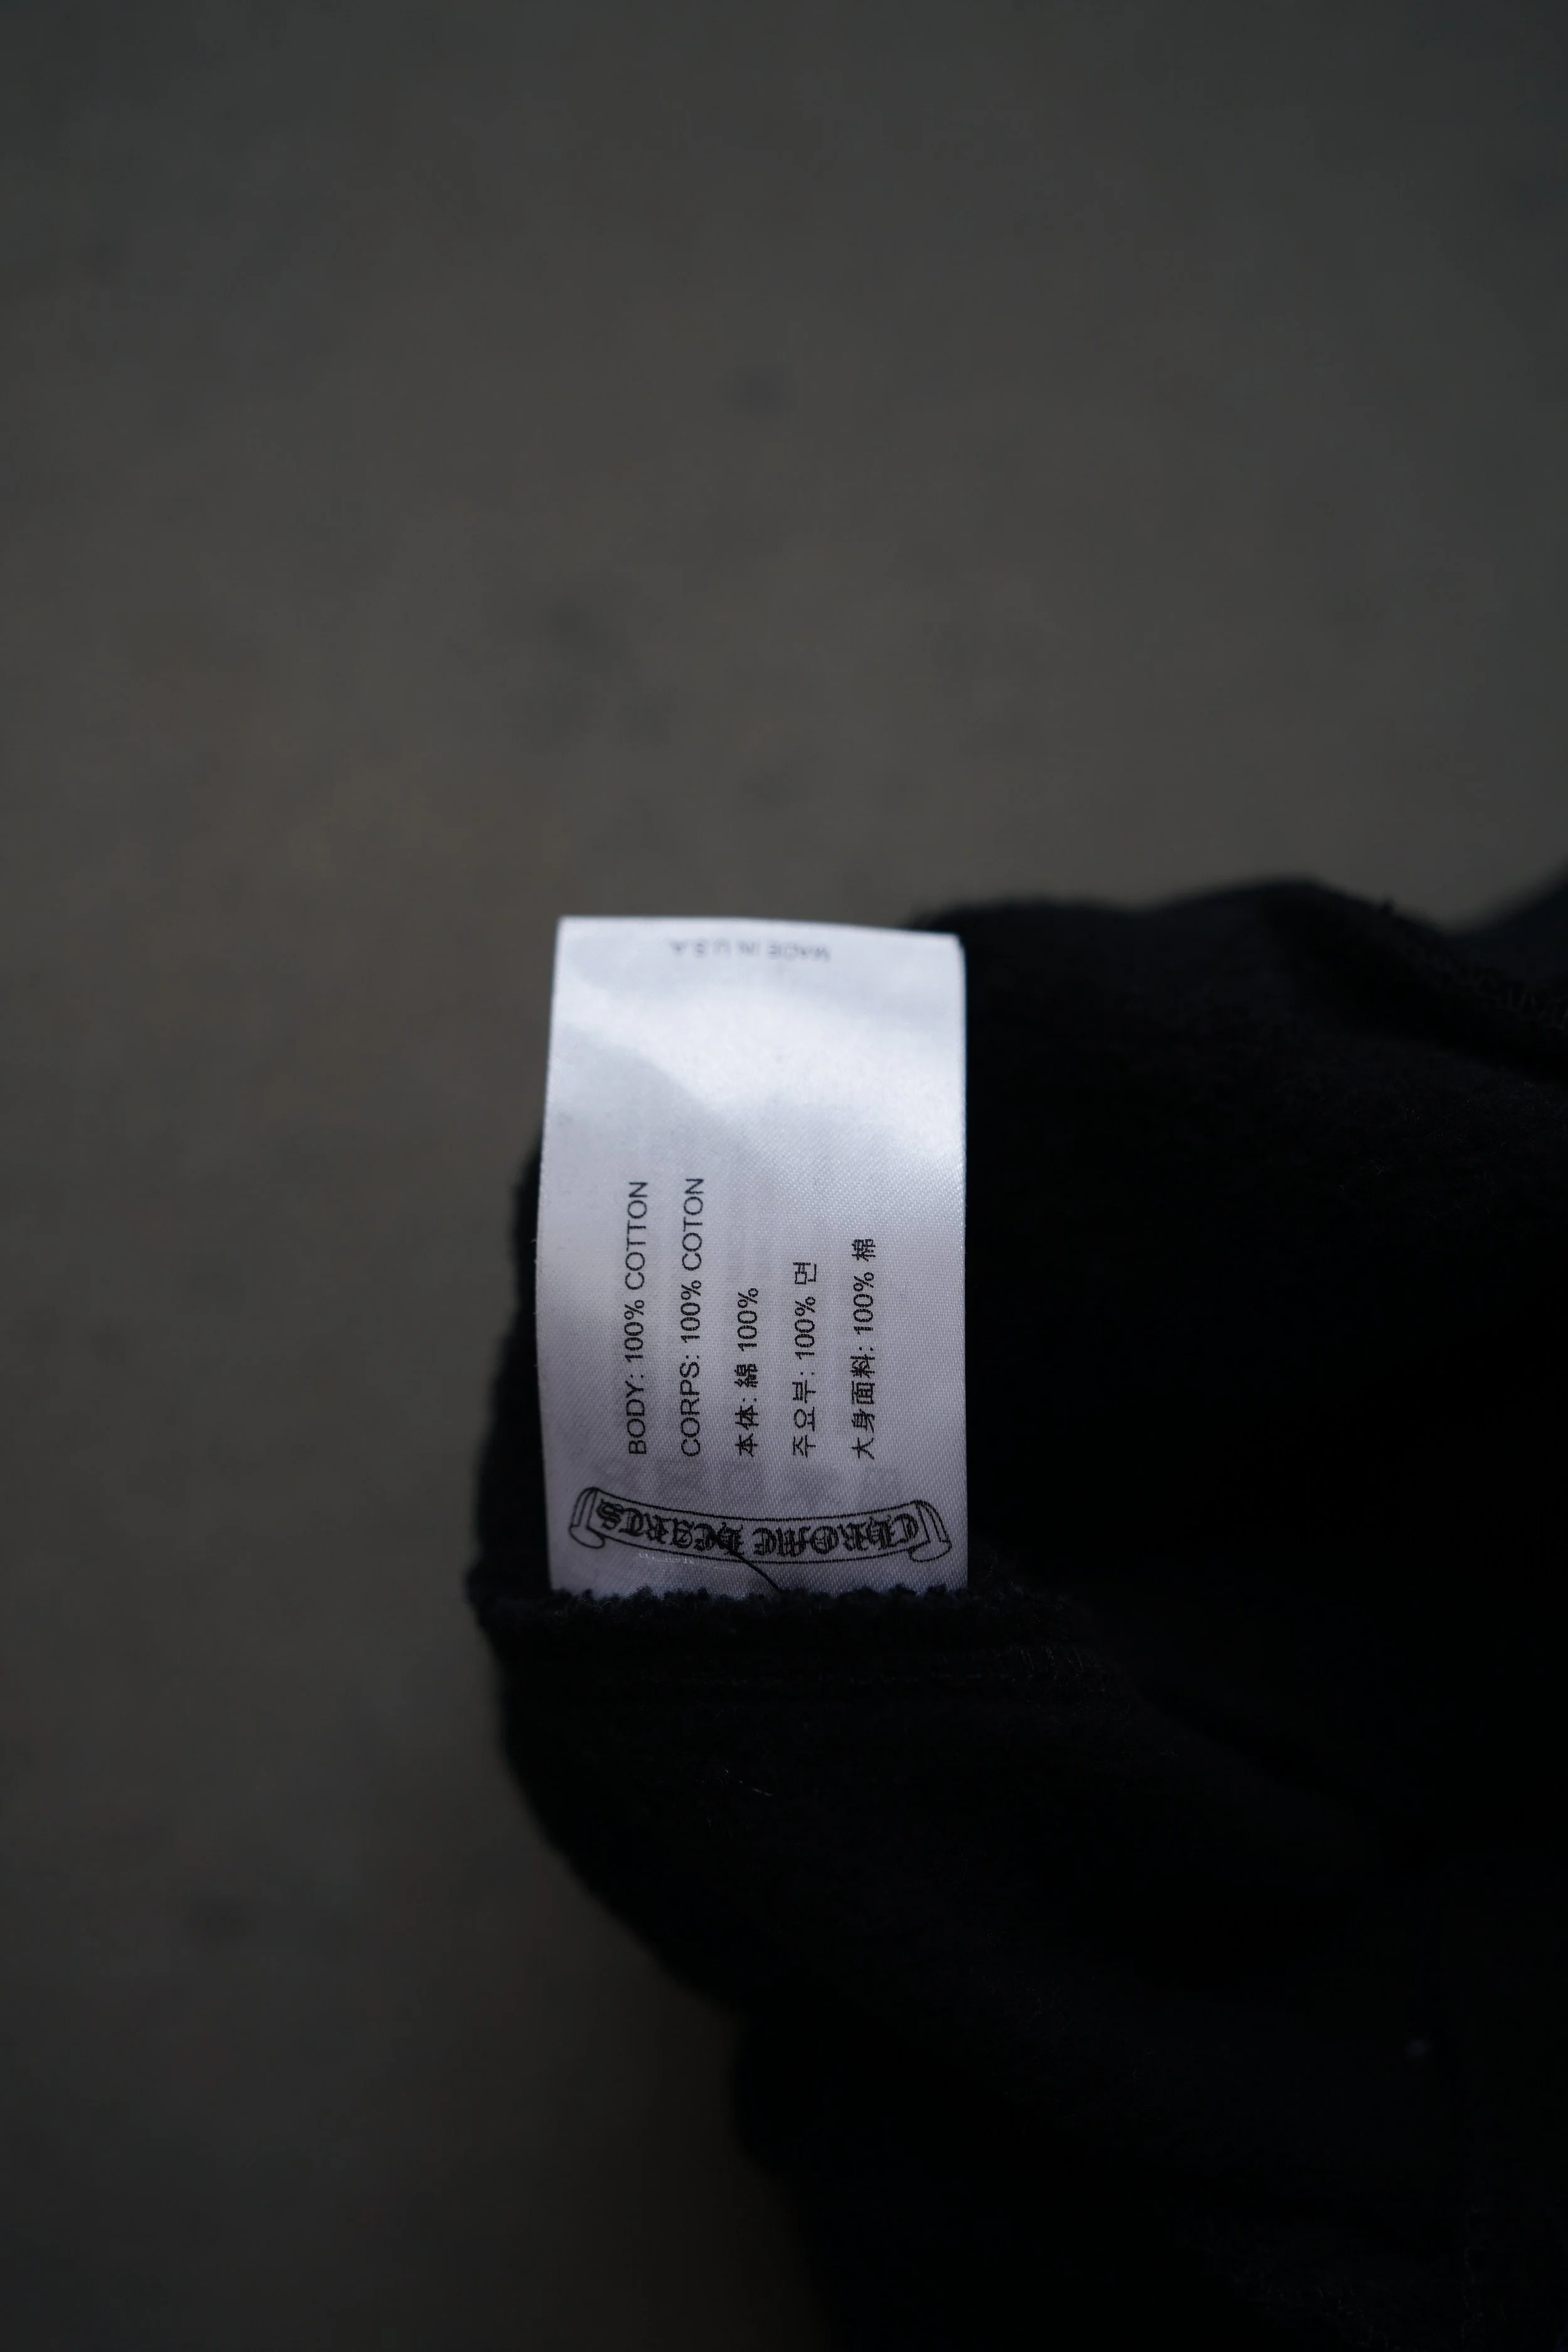 MADE IN U.S.A
BODY: 100% COTTON
CORPS: 100% COTON
本体: 綿 100%
주요부: 100% 면
大身面料: 100% 棉
CHROME HEARTS